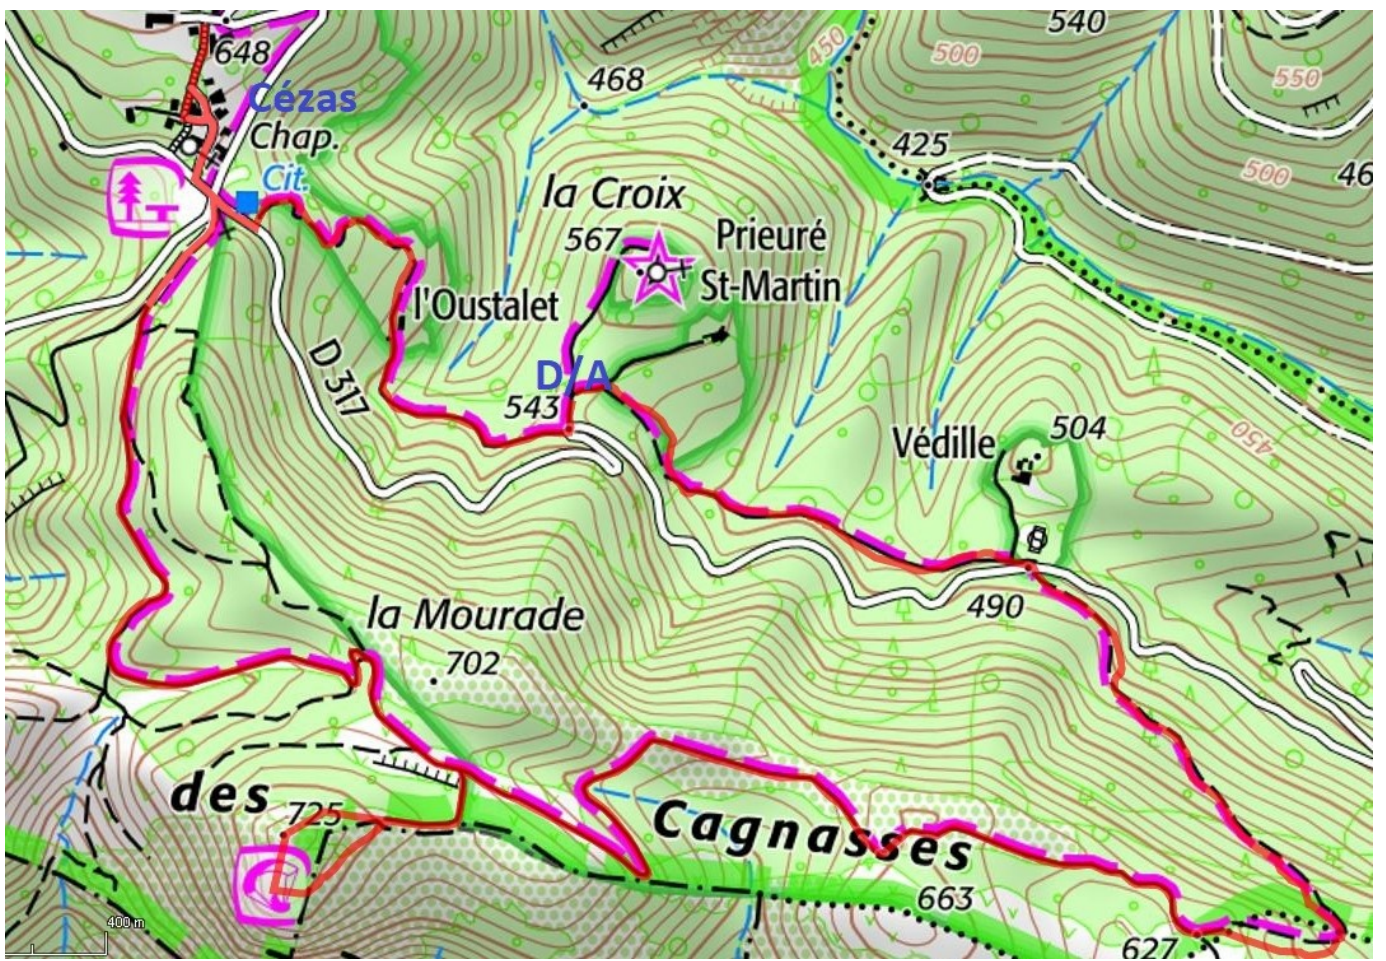 540
648
450
500
468
550
Cézas
Chap.
425
Cit.
la Croix
500
46
567
Prieuré
St-Martin
l'Oustalet
D 317
D/A
543
504
Védille
450
490
la Mourade
702
des
725
Cagnasses
663
400 m
627